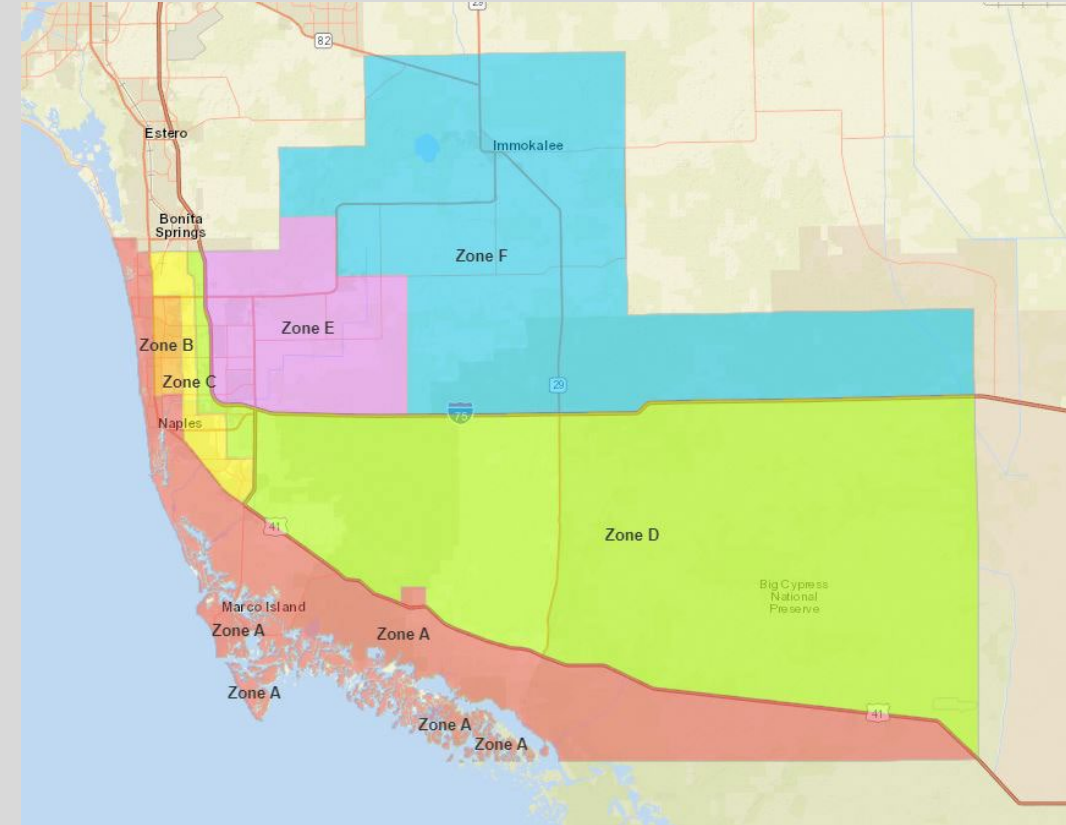 29
82
Estero
Immokalee
Bonita
Springs
Zone F
Zone E
Zone B
Zone C
29
75
Naples
41
Zone D
Big Cypress
National
Preserve
Marco Island
Zone A
Zone A
Zone A
41
Zone A
Zone A